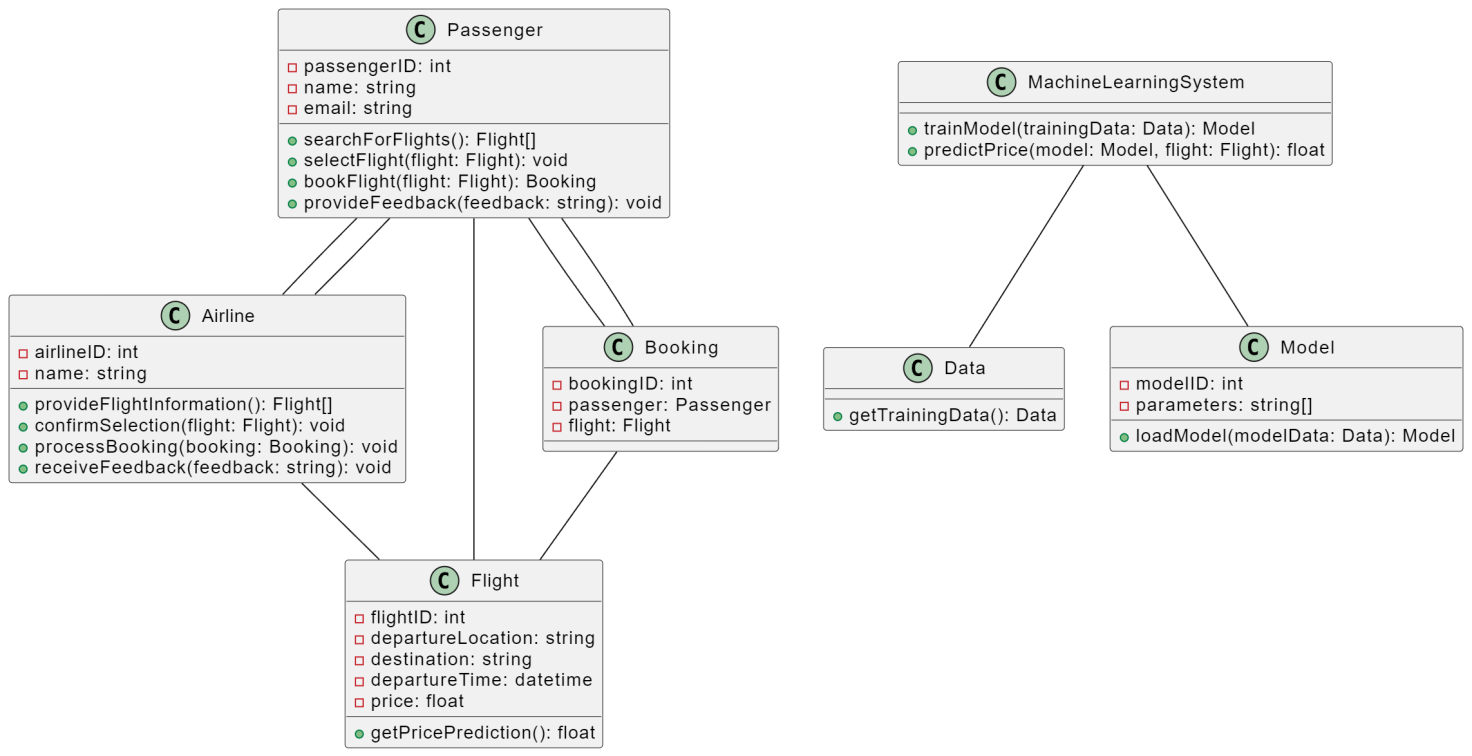 C Passenger
passengerID: int
name: string
email: string
searchForFlights(): Flight[]
selectFlight(flight: Flight): void
bookFlight(flight: Flight): Booking
provideFeedback(feedback: string): void
C MachineLearningSystem
trainModel(trainingData: Data): Model
predictPrice(model: Model, flight: Flight): float
C Airline
airlineID: int
name: string
provideFlightInformation(): Flight[]
confirmSelection(flight: Flight): void
processBooking(booking: Booking): void
receiveFeedback(feedback: string): void
C Booking
bookingID: int
passenger: Passenger
flight: Flight
C Data
getTrainingData(): Data
C Model
modelID: int
parameters: string[]
loadModel(modelData: Data): Model
C Flight
flightID: int
departureLocation: string
destination: string
departureTime: datetime
price: float
getPricePrediction(): float